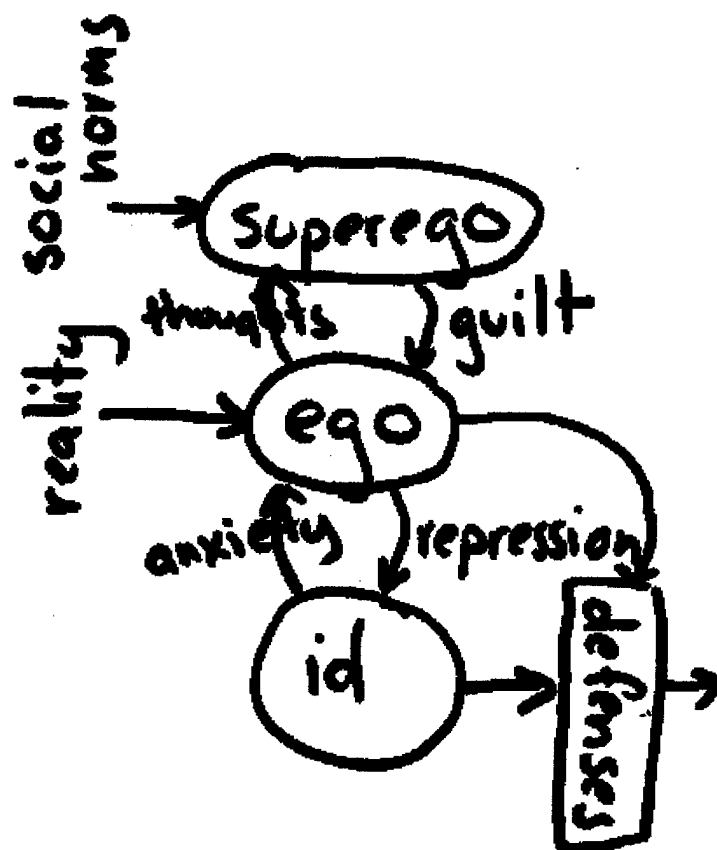 social
norms
superego
thoughts
guilt
reality
ego
anxiety
repression
id
defenses